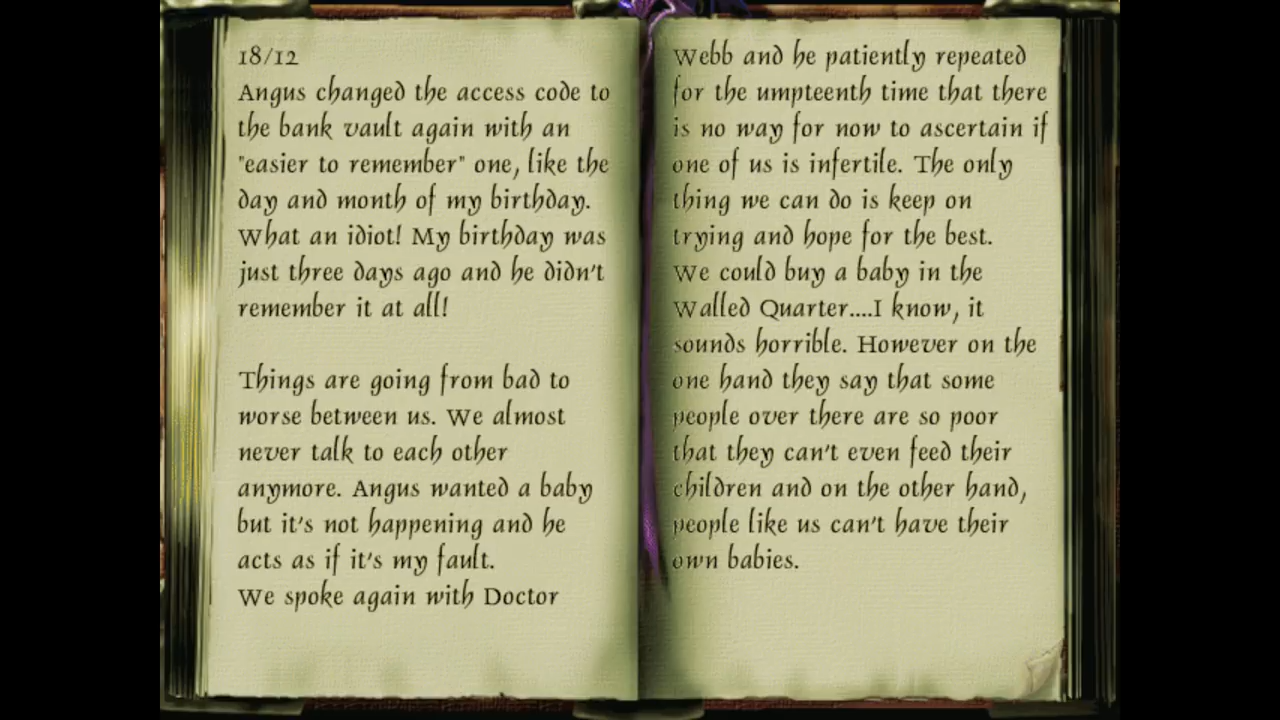 18/12
Angus changed the access code to
the bank vault again with an
"easier to remember" one, like the
day and month of my birthday.
What an idiot! My birthday was
just three days ago and he didn't
remember it at all!
Things are going from bad to
worse between us. We almost
never talk to each other
anymore. Angus wanted a baby
but it's not happening and he
acts as if it's my fault.
We spoke again with Doctor
Webb and he patiently repeated
for the umpteenth time that there
is no way for now to ascertain if
one of us is infertile. The only
thing we can do is keep on
trying and hope for the best.
We could buy a baby in the
Walled Quarter....I know, it
sounds horrible. However on the
one hand they say that some
people over there are so poor
that they can't even feed their
children and on the other hand,
people like us can't have their
own babies.